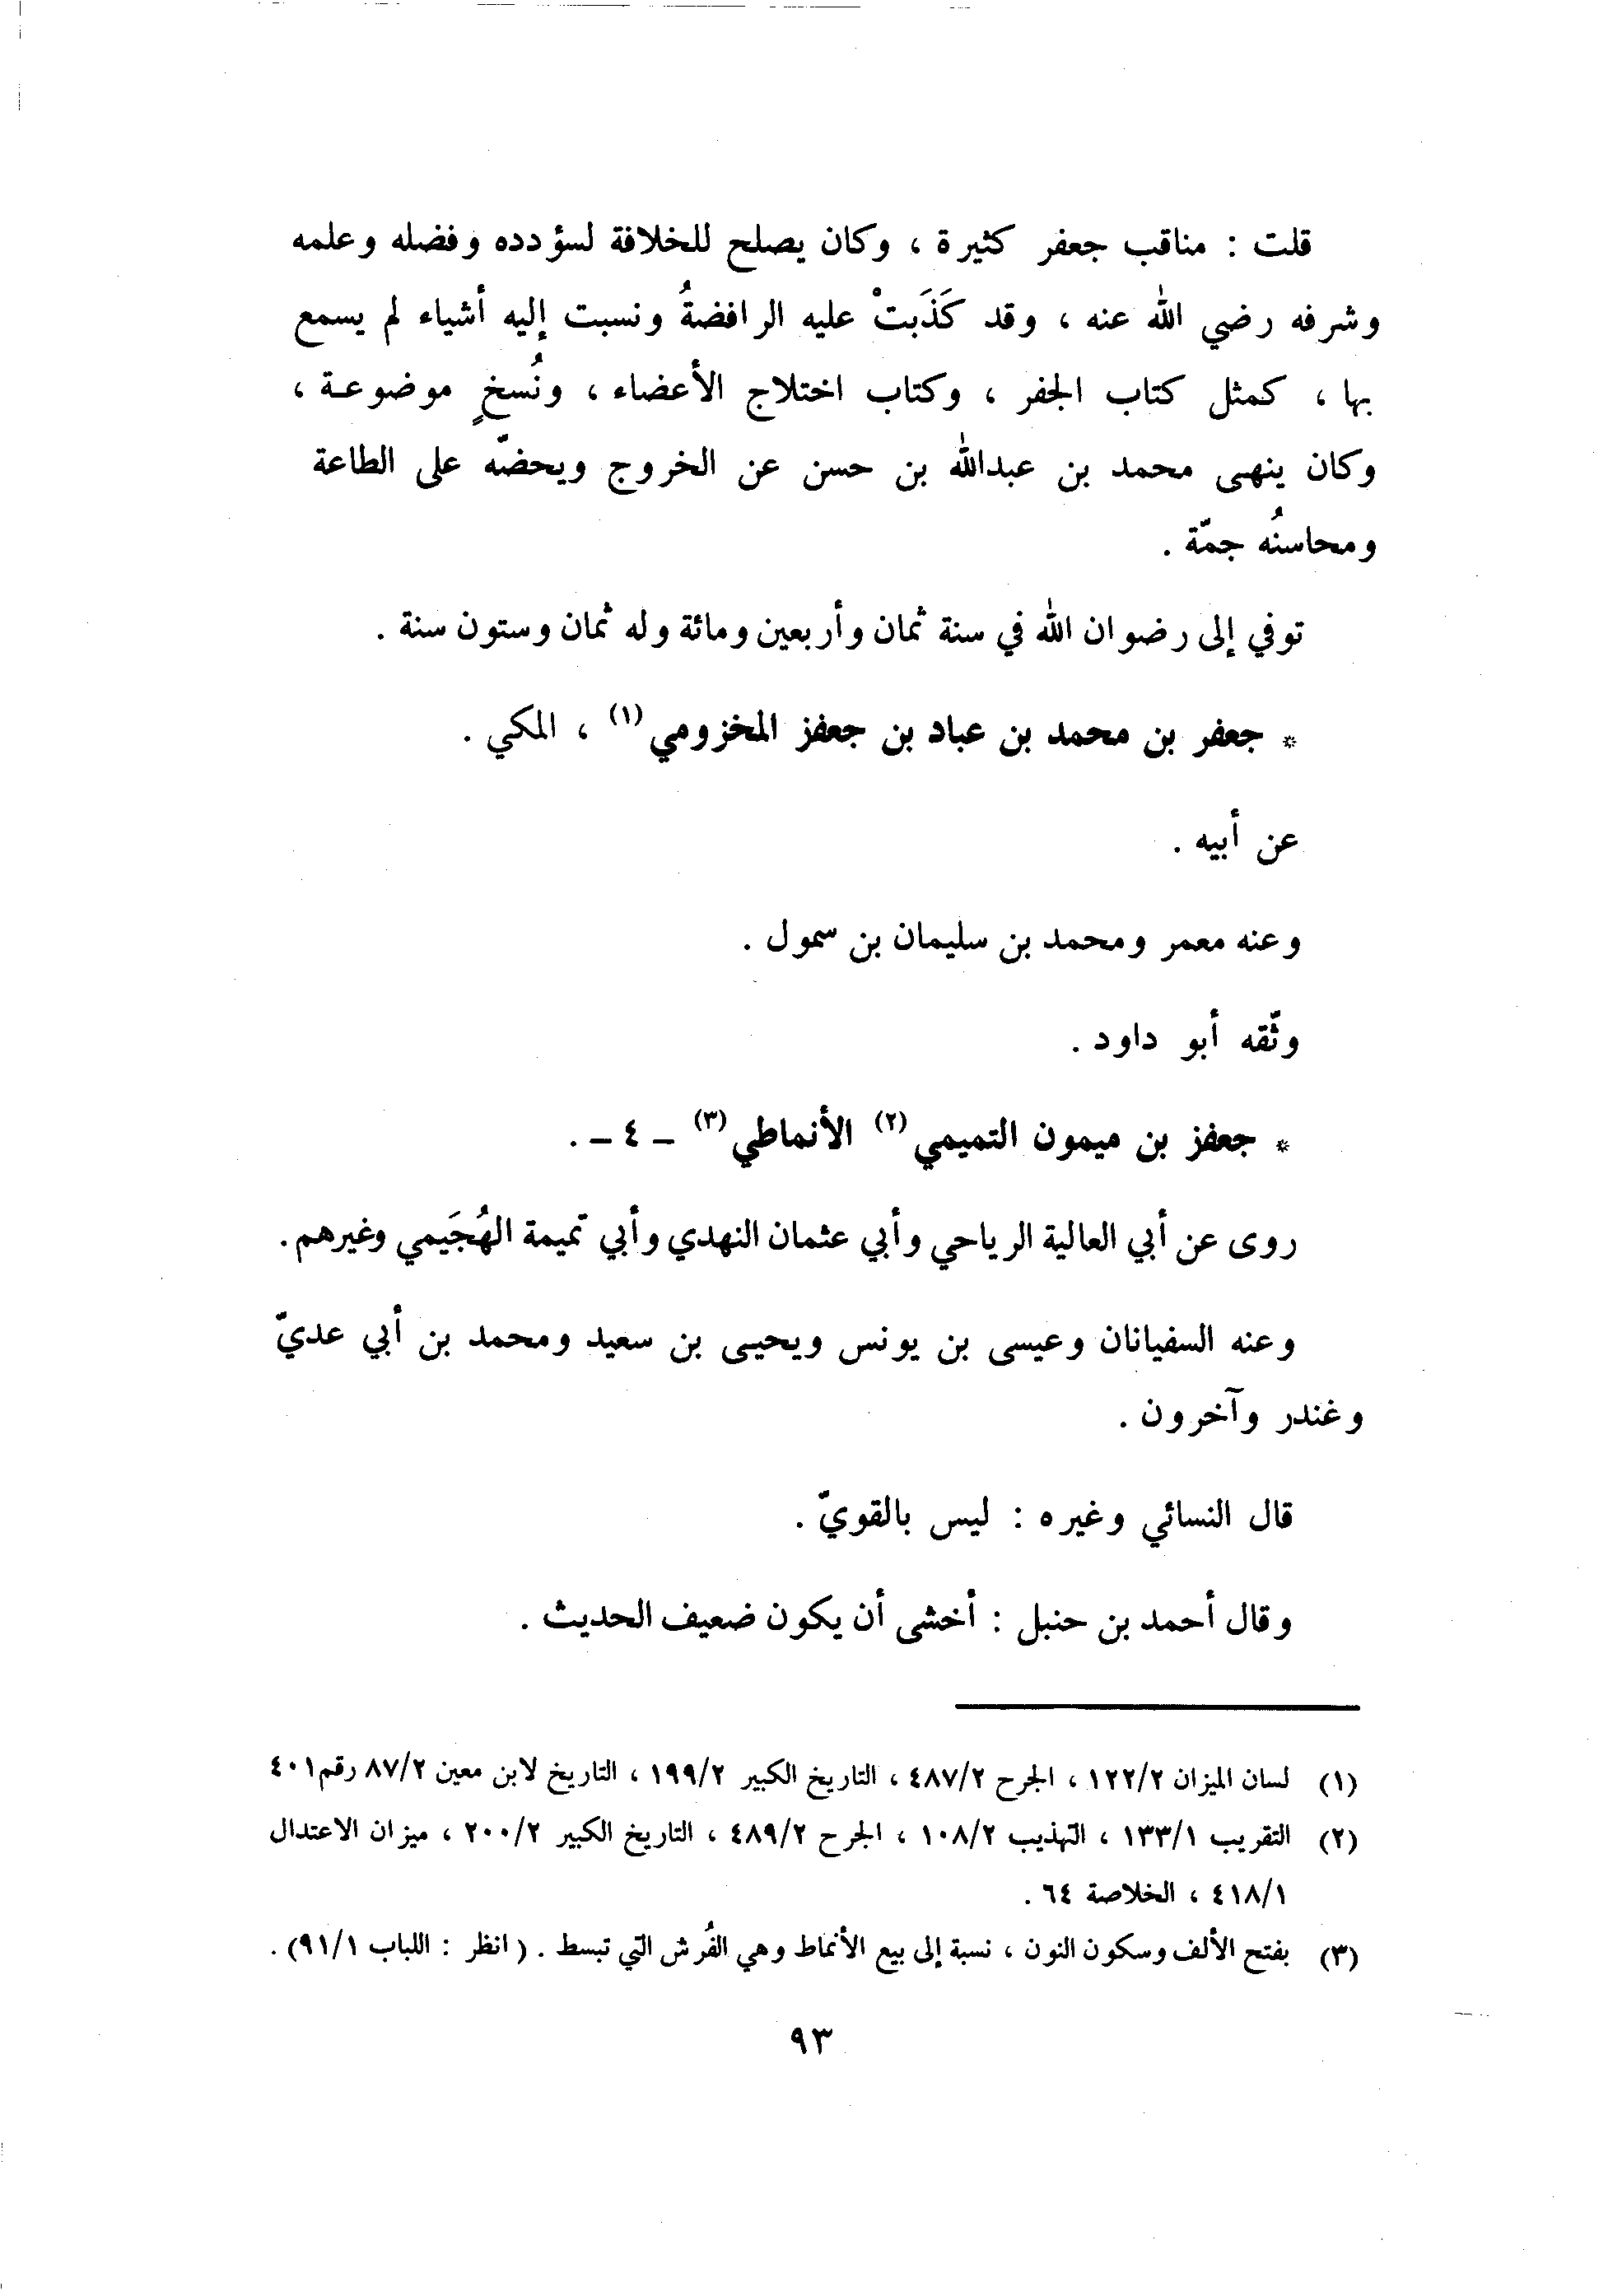 قلت : مناقب جعفر كثيرة ، وكان يصلح للخلافة لسؤدده وفضله وعلمه
وشرفه رضي الله عنه ، وقد كَذَبتْ عليه الرافضةُ ونسبت إليه أشياء لم يسمع
بها ، كمثل كتاب الجفر ، وكتاب اختلاج الأعضاء ، ونُسخٍ موضوعـة ،
وكان ينهى محمد بن عبدالله بن حسن عن الخروج ويحضّه على الطاعة
ومحاسنُه جمّة .
توفي إلى رضوان الله في سنة ثمان وأربعين ومائة وله ثمان وستون سنة .
* جعفر بن محمد بن عباد بن جعفز المخزومي (١) ، المكي .
عن أبيه .
وعنه معمر ومحمد بن سليمان بن سمول .
وثّقه أبو داود .
* جعفز بن ميمون التميمي (٢) الأنماطي (٣) – ٤ – .
روى عن أبي العالية الرياحي وأبي عثمان النهدي وأبي تميمة الهُجَيمي وغيرهم .
وعنه السفيانان وعيسى بن يونس ويحيى بن سعيد ومحمد بن أبي عديّ
وغندر وآخرون .
قال النسائي وغيره : ليس بالقويّ .
وقال أحمد بن حنبل : أخشى أن يكون ضعيف الحديث .
(١) لسان الميزان ١٢٢/٢ ، الجرح ٤٨٧/٢ ، التاريخ الكبير ١٩٩/٢ ، التاريخ لابن معين ٨٧/٢ رقم ٤٠١
(٢) التقريب ١٣٣/١ ، التهذيب ١٠٨/٢ ، الجرح ٤٨٩/٢ ، التاريخ الكبير ٢٠٠/٢ ، ميزان الاعتدال
٤١٨/١ ، الخلاصة ٦٤ .
(٣) بفتح الألف وسكون النون ، نسبة إلى بيع الأنماط وهي الفُرش التي تبسط . (انظر : اللباب ٩١/١) .
٩٣